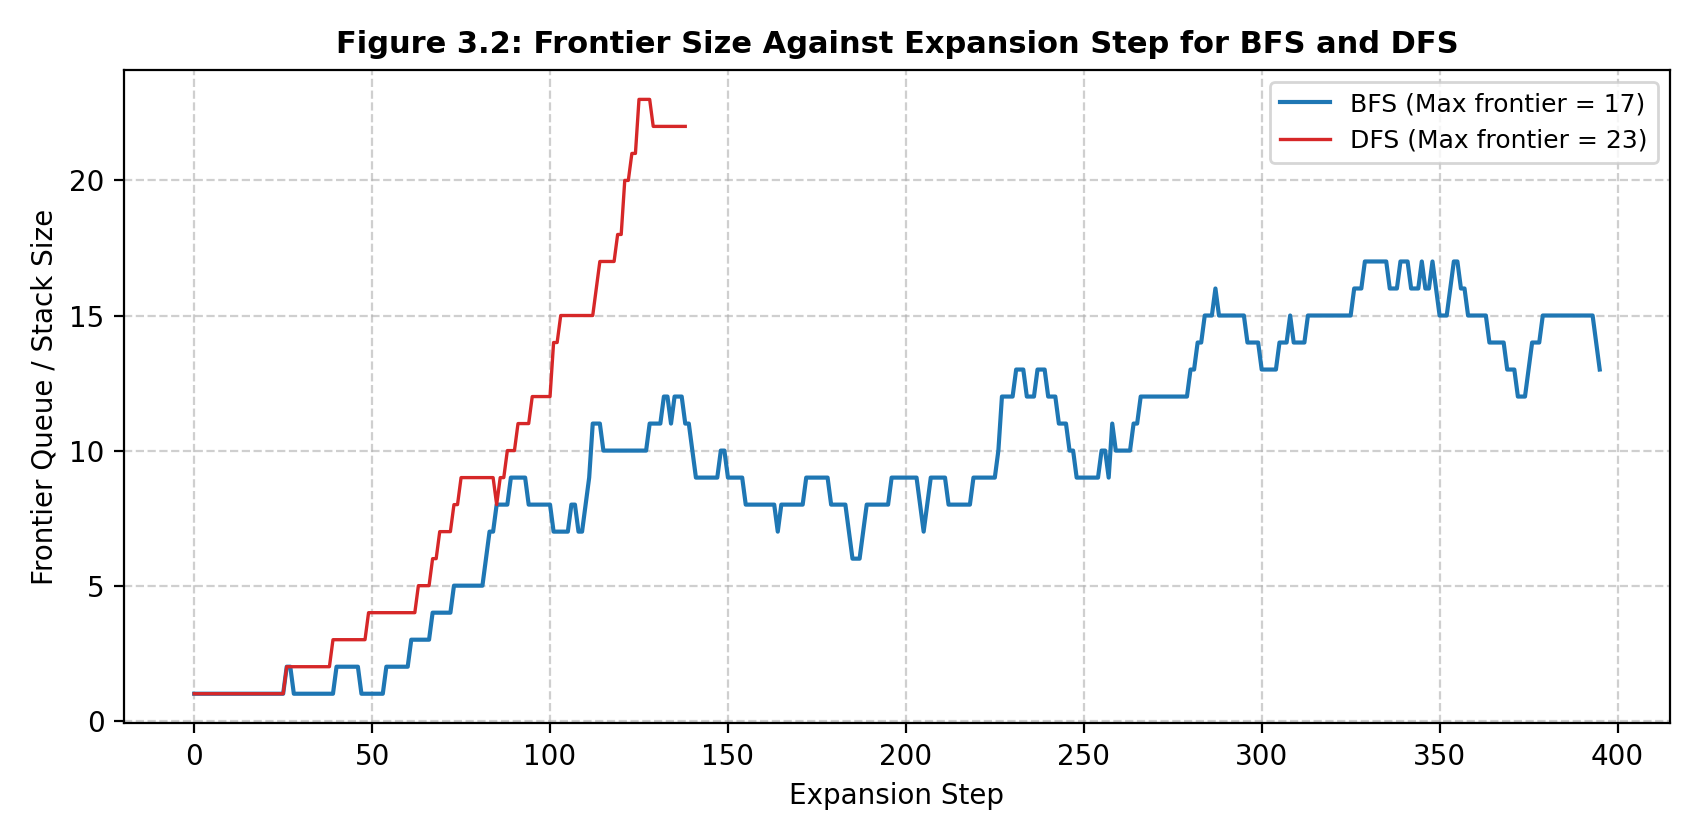 Figure 3.2: Frontier Size Against Expansion Step for BFS and DFS
BFS (Max frontier = 17)
DFS (Max frontier = 23)
Frontier Queue / Stack Size
20
15
10
5
0
0 50 100 150 200 250 300 350 400
Expansion Step